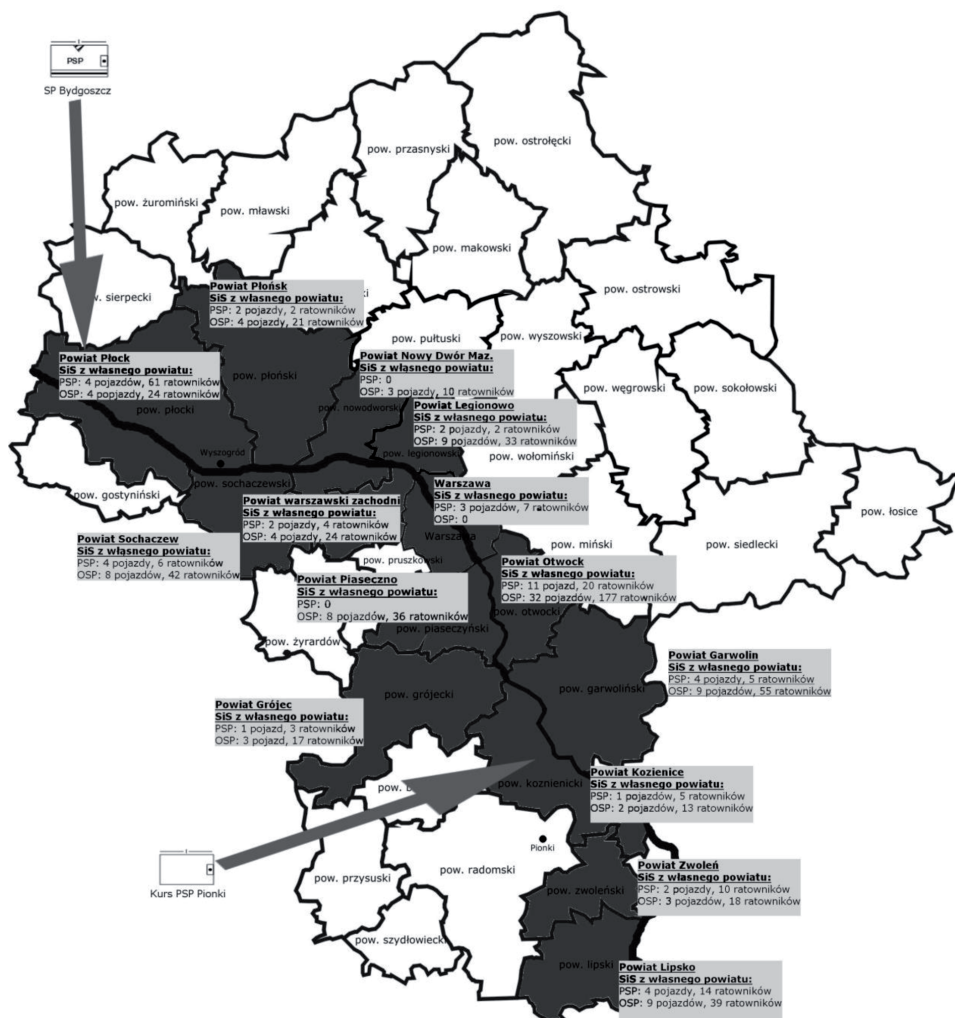 PSP
SP Bydgoszcz
pow. ostrołęcki
pow. przasnyski
pow. żuromiński
pow. mławski
pow. makowski
pow. ostrowski
sierpecki
Powiat Płońsk
SiS z własnego powiatu:
PSP: 2 pojazdy, 2 ratowników
OSP: 4 pojazdy, 21 ratowników
pow. pułtuski
pow. wyszowski
Powiat Płock
SiS z własnego powiatu:
PSP: 4 pojazdów, 61 ratowników
OSP: 4 popjazdy, 24 ratowników
pow. płoński
Powiat Nowy Dwór Maz.
SiS z własnego powiatu:
PSP: 0
OSP: 3 pojazdy, 10 ratowników
pow. węgrowski
pow. sokołowski
pow. płocki
pow. nowodworski
Powiat Legionowo
SiS z własnego powiatu:
PSP: 2 pojazdy, 2 ratowników
OSP: 9 pojazdów, 33 ratowników
pow. legionowski
pow. wołomiński
Wyszogród
pow. sochaczewski
pow. gostyniński
Warszawa
SiS z własnego powiatu:
PSP: 3 pojazdów, 7 ratowników
OSP: 0
Powiat warszawski zachodni
SiS z własnego powiatu:
PSP: 2 pojazdy, 4 ratowników
OSP: 4 pojazdy, 24 ratowników
pow. łosice
Powiat Sochaczew
SiS z własnego powiatu:
PSP: 4 pojazdy, 6 ratowników
OSP: 8 pojazdów, 42 ratowników
Warszawa
pow. miński
pow. siedlecki
pow. pruszkowski
Powiat Otwock
SiS z własnego powiatu:
PSP: 11 pojazd, 20 ratowników
OSP: 32 pojazdów, 177 ratowników
Powiat Piaseczno
SiS z własnego powiatu:
PSP: 0
OSP: 8 pojazdów, 36 ratowników
pow. otwocki
pow. piaseczyński
pow. żyrardów
Powiat Garwolin
SiS z własnego powiatu:
PSP: 4 pojazdy, 5 ratowników
OSP: 9 pojazdów, 55 ratowników
pow. grójecki
pow. garwoliński
Powiat Grójec
SiS z własnego powiatu:
PSP: 1 pojazd, 3 ratowników
OSP: 3 pojazd, 17 ratowników
pow.
pow. koznienicki
Powiat Kozienice
SiS z własnego powiatu:
PSP: 1 pojazdów, 5 ratowników
OSP: 2 pojazdów, 13 ratowników
Pionki
Kurs PSP Pionki
pow. przysuski
pow. radomski
Powiat Zwoleń
SiS z własnego powiatu:
PSP: 2 pojazdy, 10 ratowników
OSP: 3 pojazdów, 18 ratowników
pow. zwoleński
pow. szydłowiecki
pow. lipski
Powiat Lipsko
SiS z własnego powiatu:
PSP: 4 pojazdy, 14 ratowników
OSP: 9 pojazdów, 39 ratowników